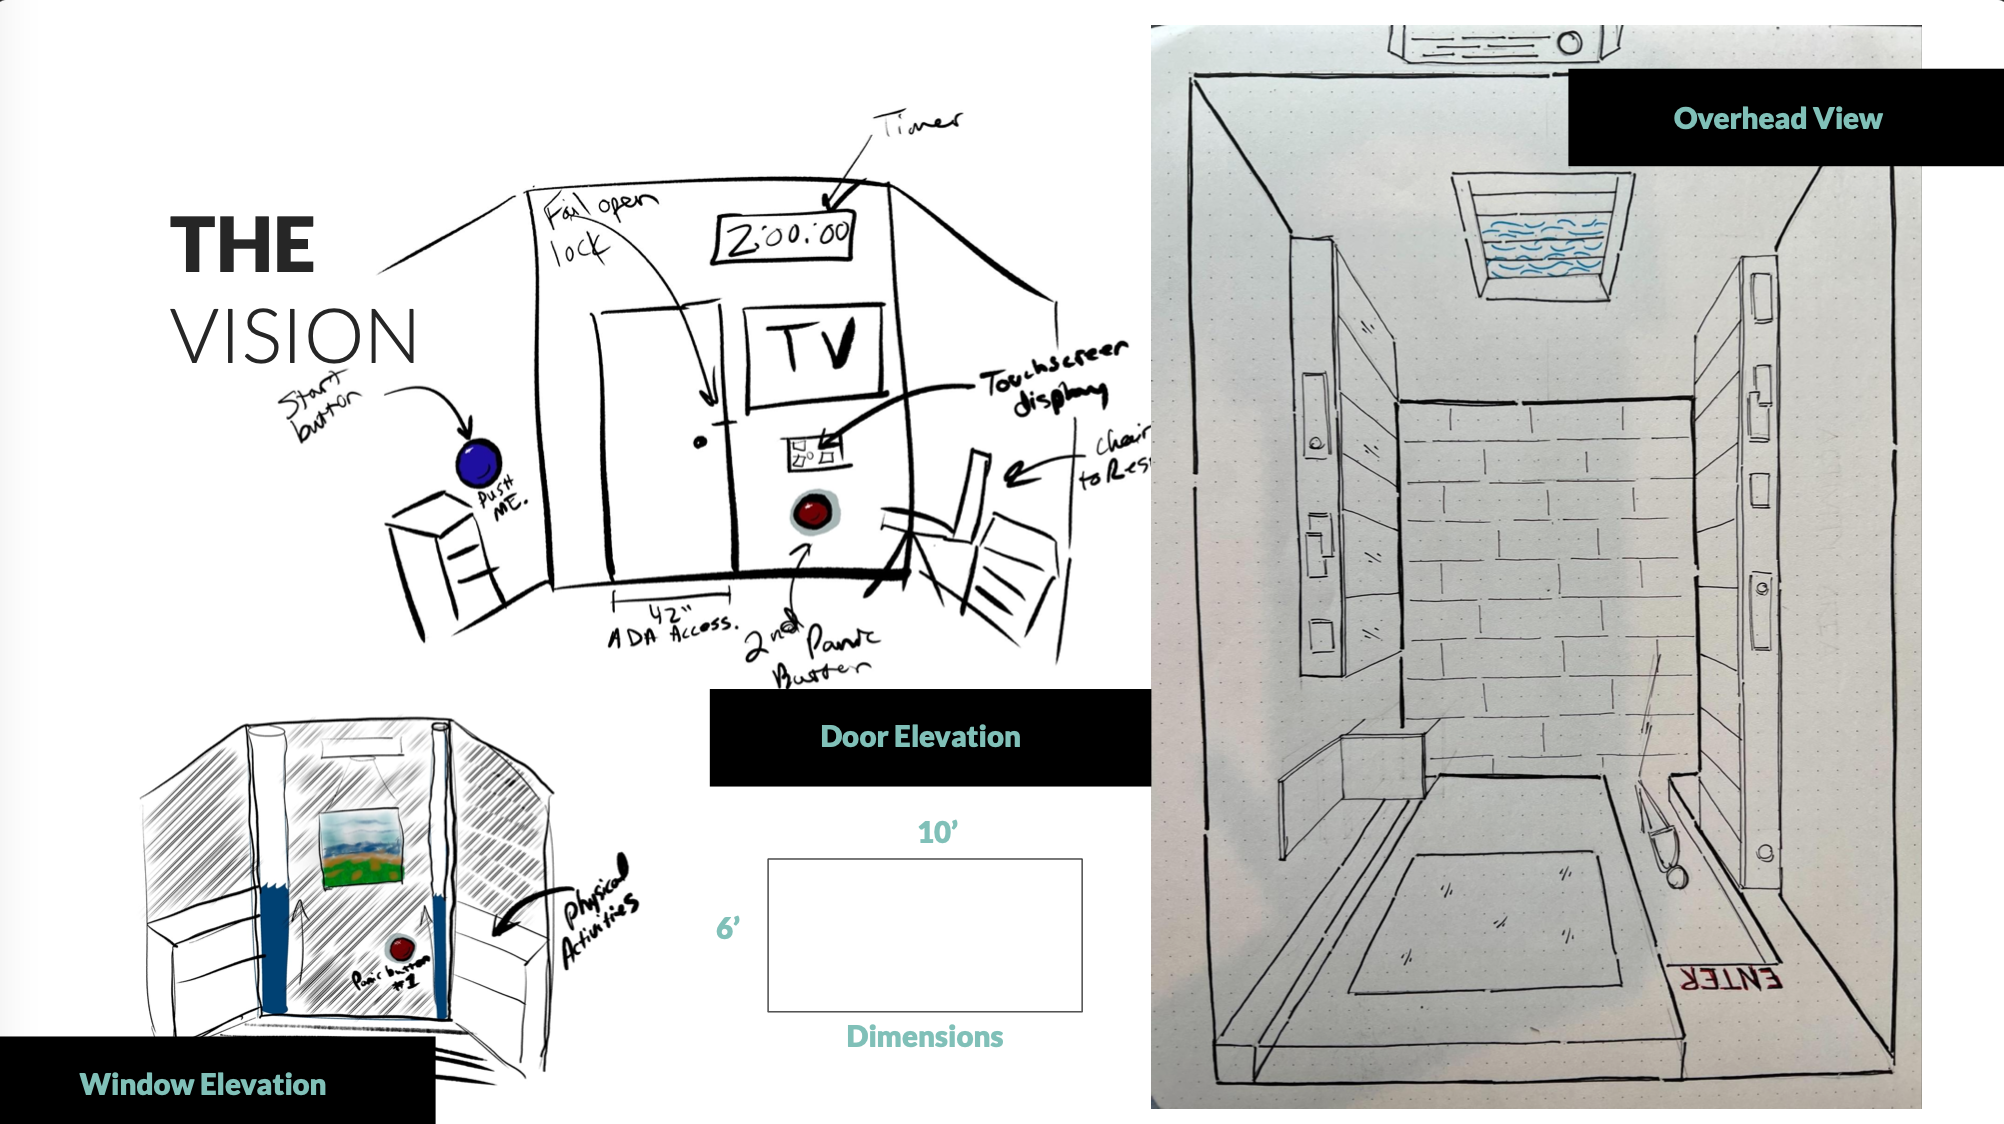 THE
VISION
Timer
Fail open
lock
2:00:00
TV
Start
button
PUSH
ME.
Touchscreen
display
chair
to Res
42"
ADA Access.
2nd Panic
Button
Door Elevation
Physical
Activities
Panic button
#1
Window Elevation
10’
6’
Dimensions
Overhead View
ENTER